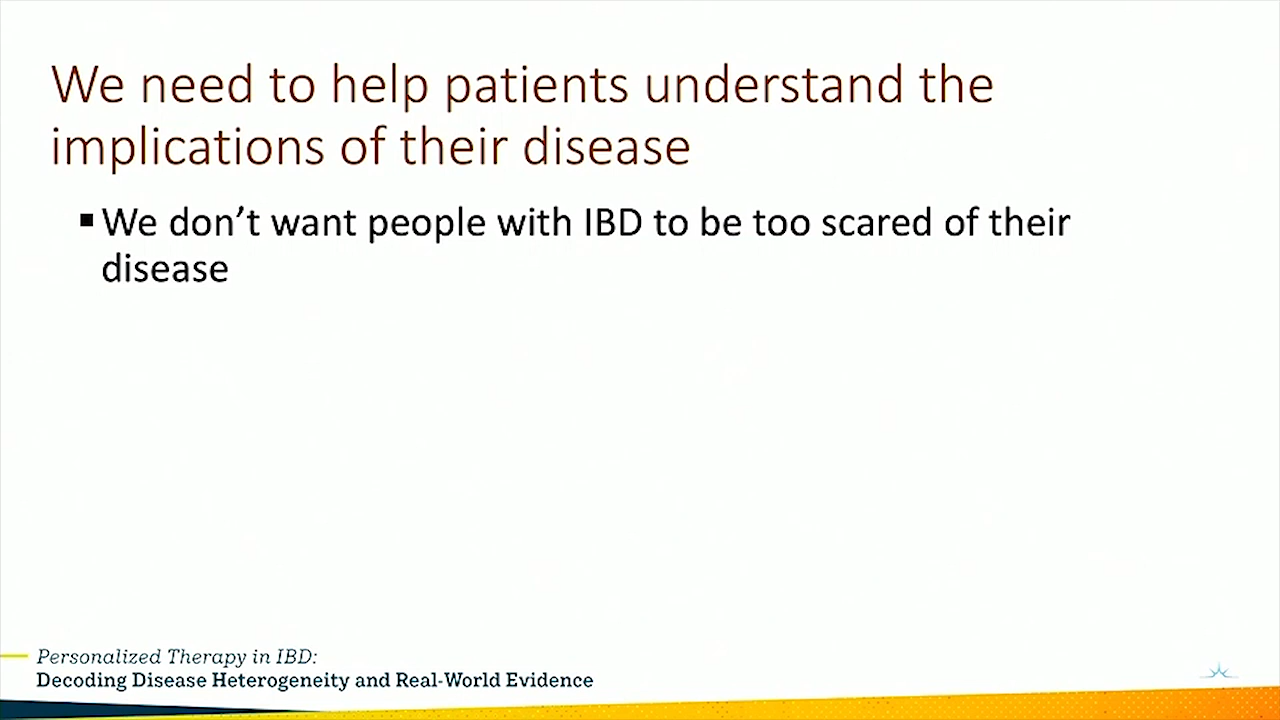 We need to help patients understand the
implications of their disease
▪ We don’t want people with IBD to be too scared of their
disease
Personalized Therapy in IBD:
Decoding Disease Heterogeneity and Real-World Evidence